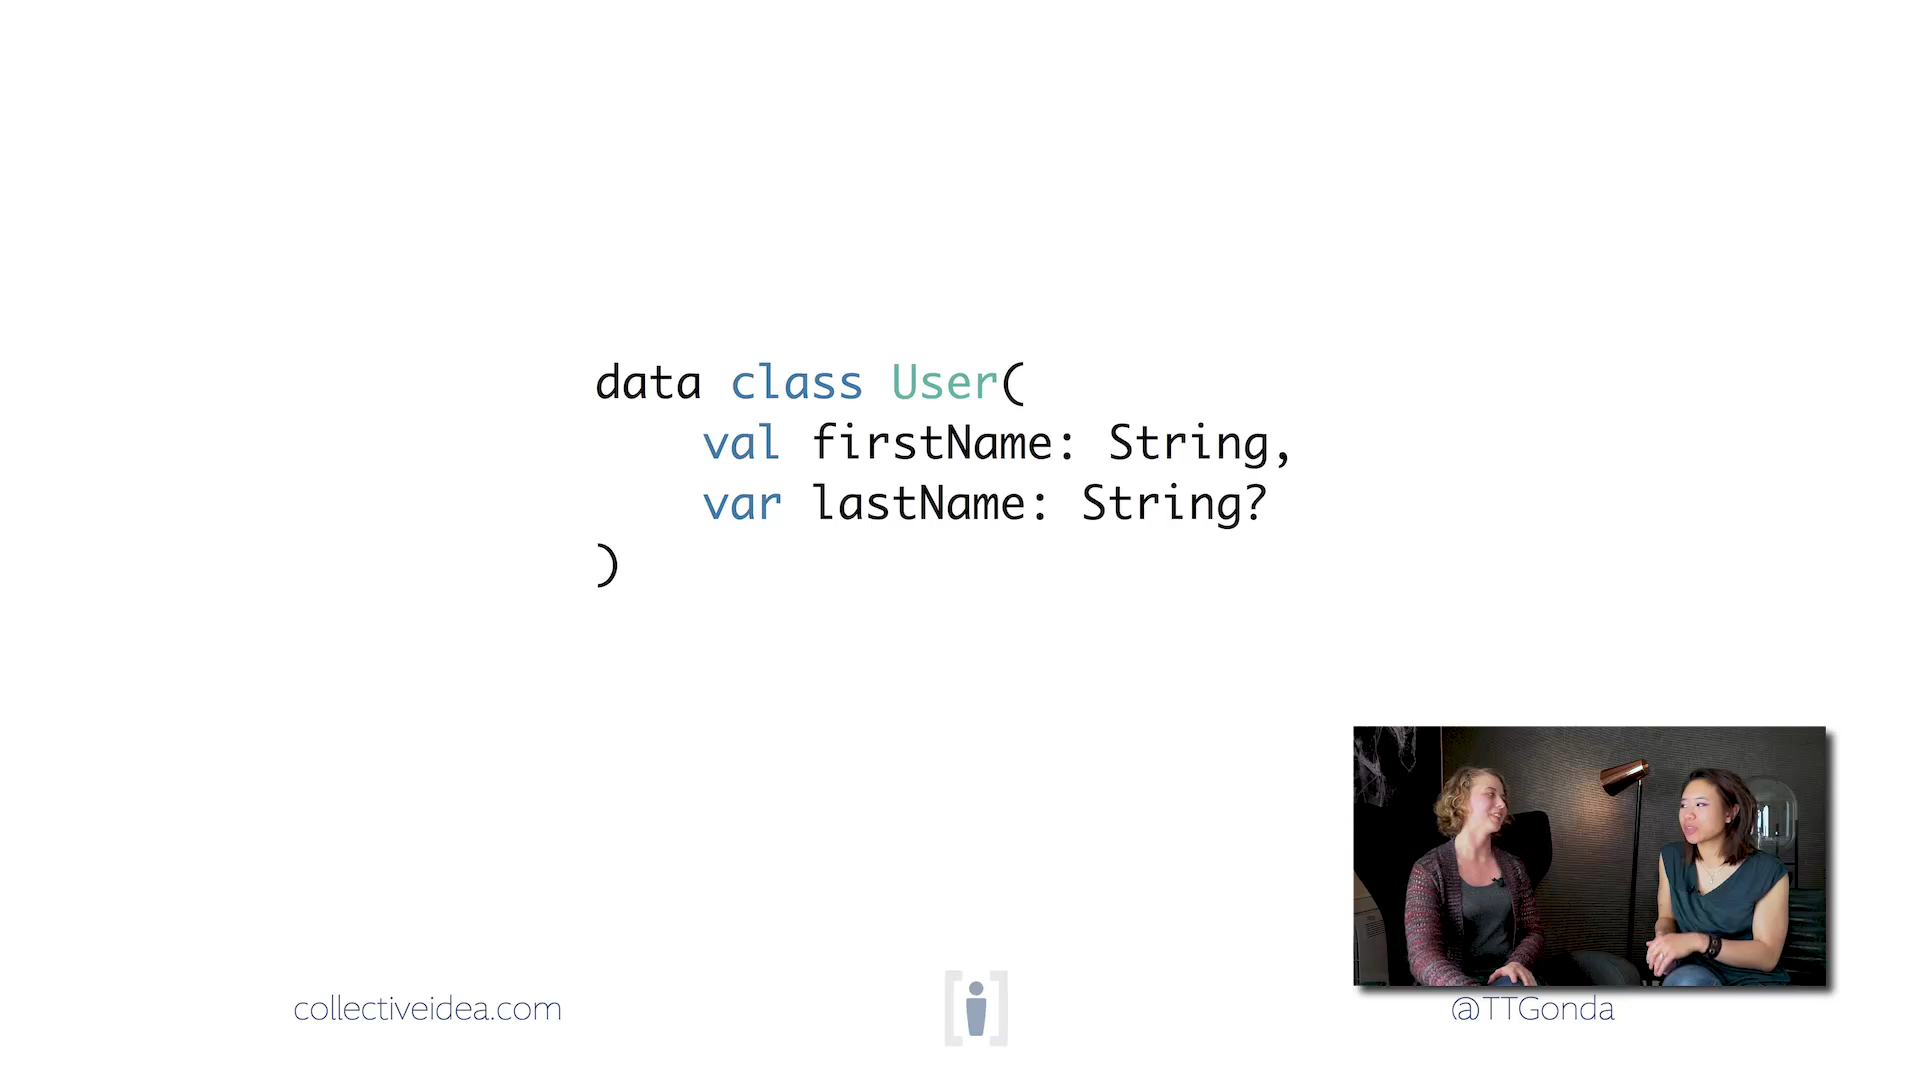 data class User(
    val firstName: String,
    var lastName: String?
)
collectiveidea.com
@TTGonda